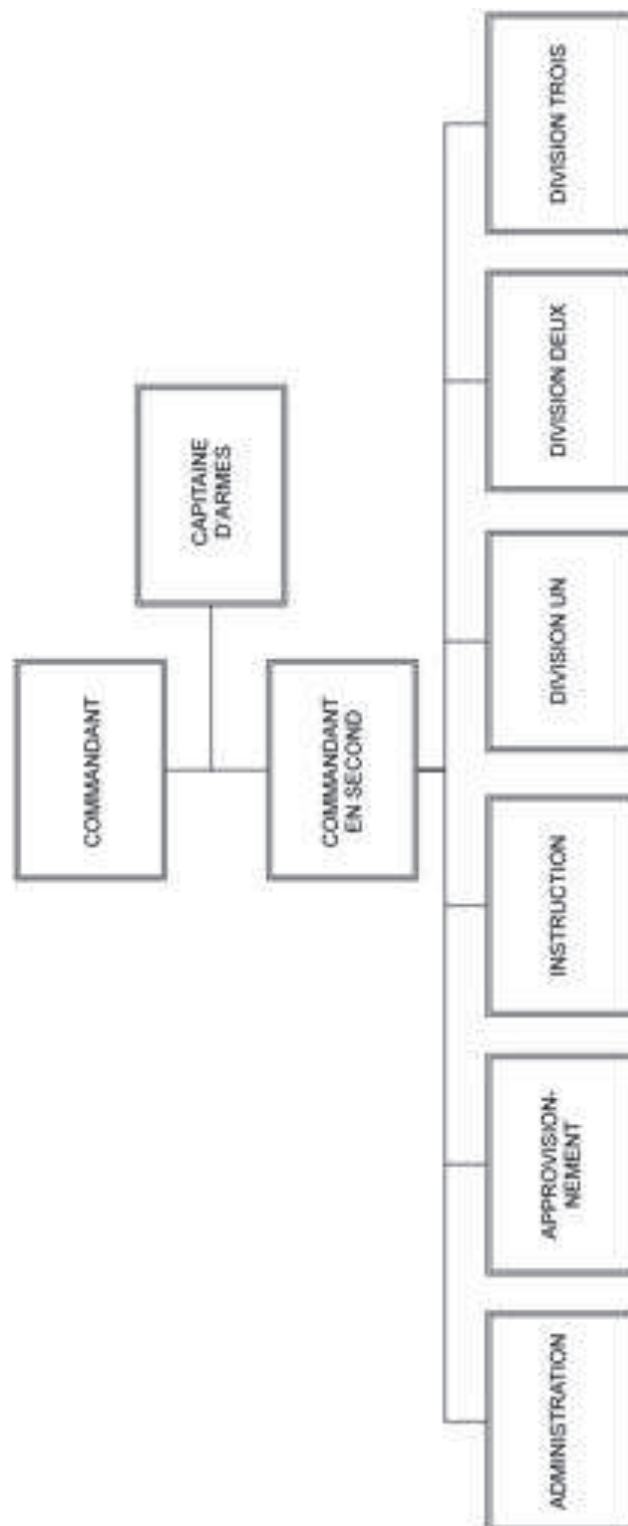 COMMANDANT
CAPITAINE
D'ARMES
COMMANDANT
EN SECOND
ADMINISTRATION
APPROVISION-
NEMENT
INSTRUCTION
DIVISION UN
DIVISION DEUX
DIVISION TROIS